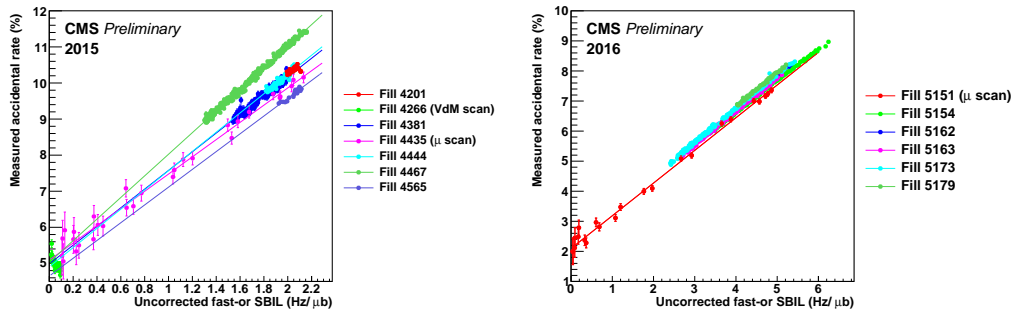 CMS Preliminary
2015
Measured accidental rate (%)
12
11
10
9
8
7
6
5
4
0 0.2 0.4 0.6 0.8 1 1.2 1.4 1.6 1.8 2 2.2
Uncorrected fast-or SBIL (Hz/ μb)
Fill 4201
Fill 4266 (VdM scan)
Fill 4381
Fill 4435 (μ scan)
Fill 4444
Fill 4467
Fill 4565
CMS Preliminary
2016
Measured accidental rate (%)
10
9
8
7
6
5
4
3
2
1
0 1 2 3 4 5 6
Uncorrected fast-or SBIL (Hz/ μb)
Fill 5151 (μ scan)
Fill 5154
Fill 5162
Fill 5163
Fill 5173
Fill 5179